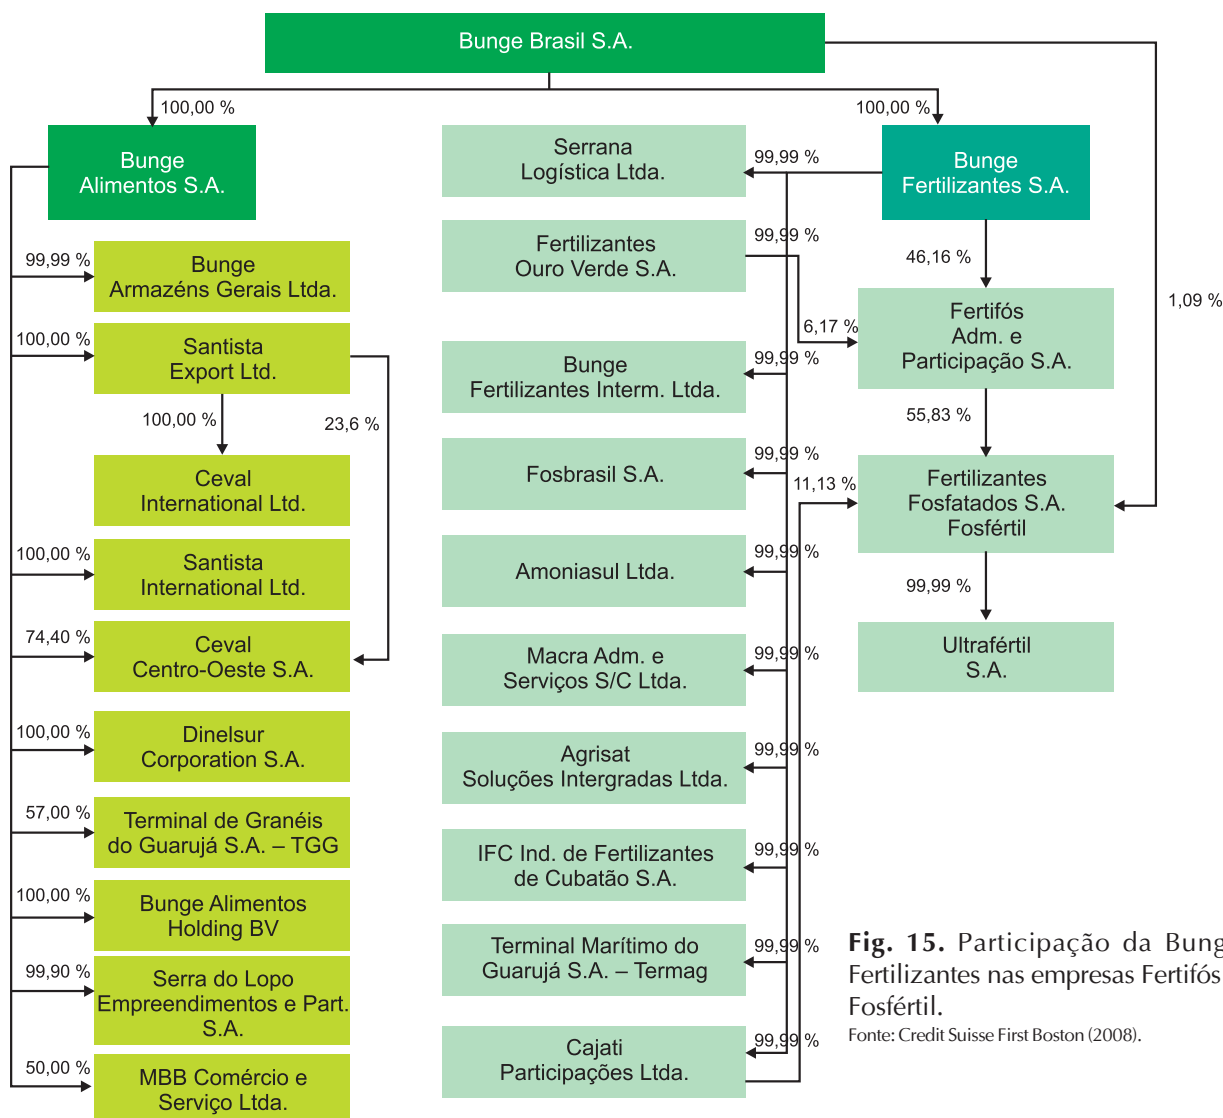 Bunge Brasil S.A.
100,00 %
100,00 %
Bunge
Alimentos S.A.
99,99 %
Bunge
Armazéns Gerais Ltda.
100,00 %
Santista
Export Ltd.
100,00 %
23,6 %
Ceval
International Ltd.
100,00 %
Santista
International Ltd.
74,40 %
Ceval
Centro-Oeste S.A.
100,00 %
Dinelsur
Corporation S.A.
57,00 %
Terminal de Granéis
do Guarujá S.A. – TGG
100,00 %
Bunge Alimentos
Holding BV
99,90 %
Serra do Lopo
Empreendimentos e Part.
S.A.
50,00 %
MBB Comércio e
Serviço Ltda.
Serrana
Logística Ltda.
99,99 %
Fertilizantes
Ouro Verde S.A.
99,99 %
6,17 %
Bunge
Fertilizantes Interm. Ltda.
99,99 %
Fosbrasil S.A.
99,99 %
11,13 %
Amoniasul Ltda.
99,99 %
Macra Adm. e
Serviços S/C Ltda.
99,99 %
Agrisat
Soluções Intergradas Ltda.
99,99 %
IFC Ind. de Fertilizantes
de Cubatão S.A.
99,99 %
Terminal Marítimo do
Guarujá S.A. – Termag
99,99 %
Cajati
Participações Ltda.
99,99 %
Bunge
Fertilizantes S.A.
46,16 %
1,09 %
Fertifós
Adm. e
Participação S.A.
55,83 %
Fertilizantes
Fosfatados S.A.
Fosfértil
99,99 %
Ultrafértil
S.A.
Fig. 15. Participação da Bung
Fertilizantes nas empresas Fertifós
Fosfértil.
Fonte: Credit Suisse First Boston (2008).